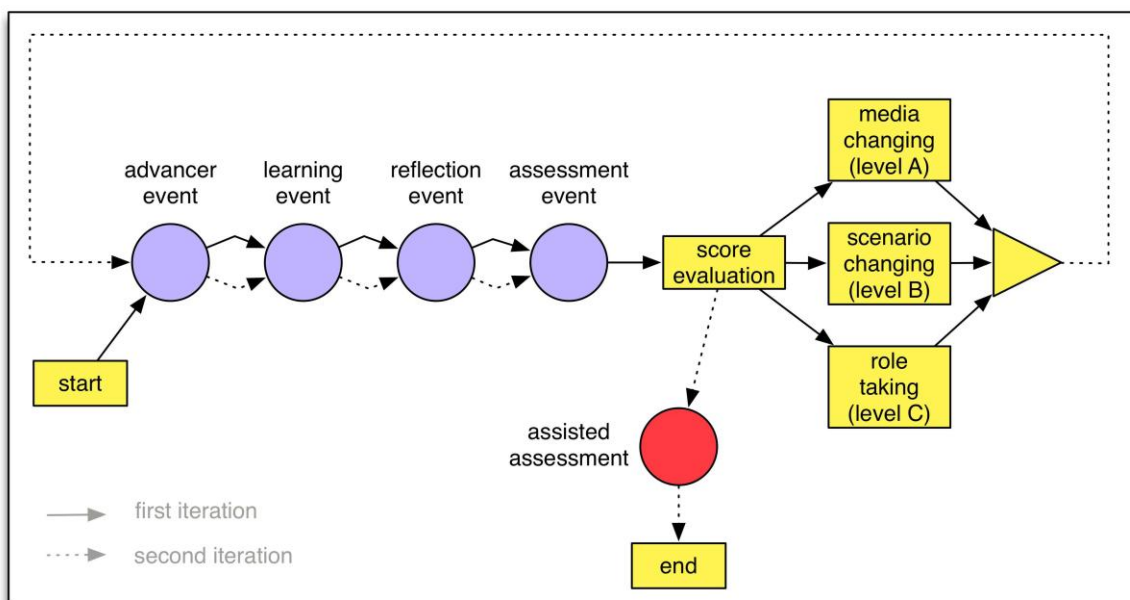 advancer
event
learning
event
reflection
event
assessment
event
start
score
evaluation
media
changing
(level A)
scenario
changing
(level B)
role
taking
(level C)
assisted
assessment
end
first iteration
second iteration